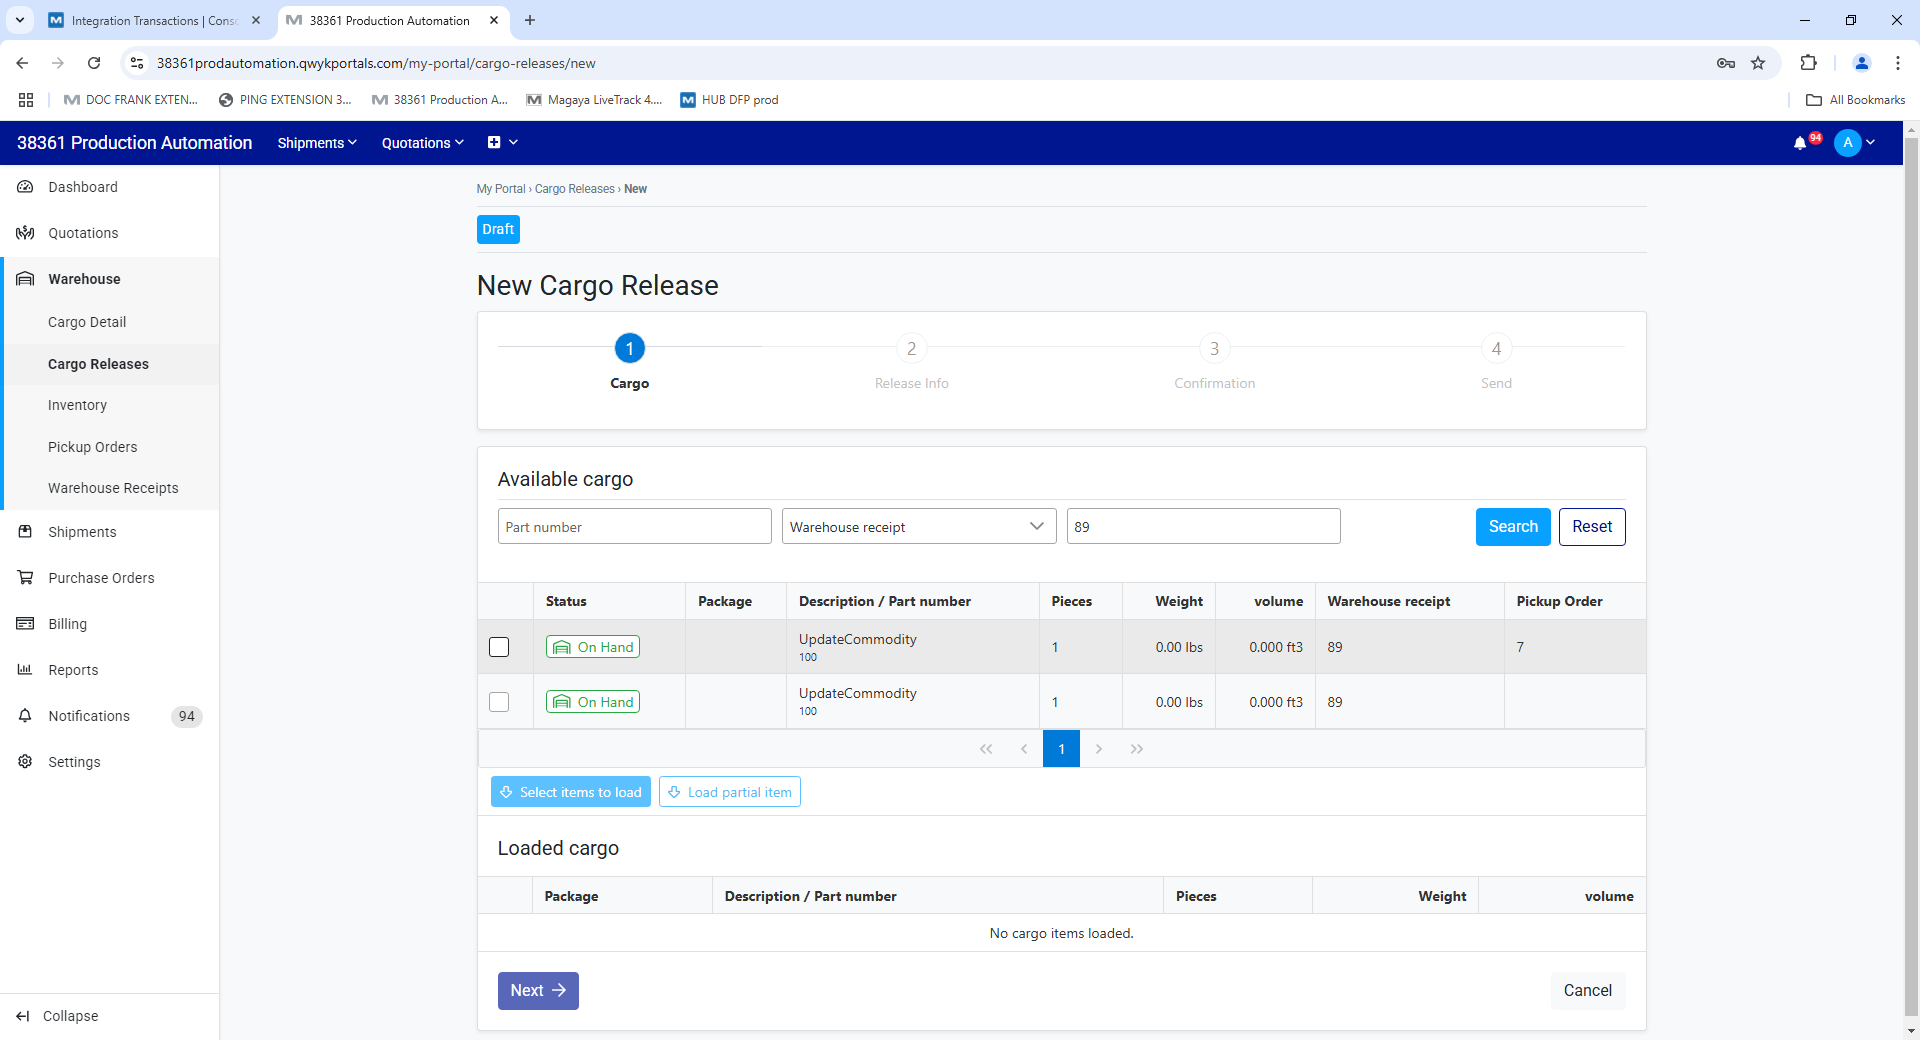 Integration Transactions | Conso
38361 Production Automation
38361prodautomation.qwykportals.com/my-portal/cargo-releases/new
DOC FRANK EXTEN...
PING EXTENSION 3...
38361 Production A...
Magaya LiveTrack 4....
HUB DFP prod
All Bookmarks
38361 Production Automation
Shipments
Quotations
94
A
Dashboard
Quotations
Warehouse
Cargo Detail
Cargo Releases
Inventory
Pickup Orders
Warehouse Receipts
Shipments
Purchase Orders
Billing
Reports
Notifications 94
Settings
Collapse
My Portal › Cargo Releases › New
Draft
New Cargo Release
1 2 3 4
Cargo Release Info Confirmation Send
Available cargo
Part number Warehouse receipt 89 Search Reset
Status Package Description / Part number Pieces Weight volume Warehouse receipt Pickup Order
On Hand UpdateCommodity 1 0.00 lbs 0.000 ft3 89 7
100
On Hand UpdateCommodity 1 0.00 lbs 0.000 ft3 89
100
1
Select items to load Load partial item
Loaded cargo
Package Description / Part number Pieces Weight volume
No cargo items loaded.
Next Cancel